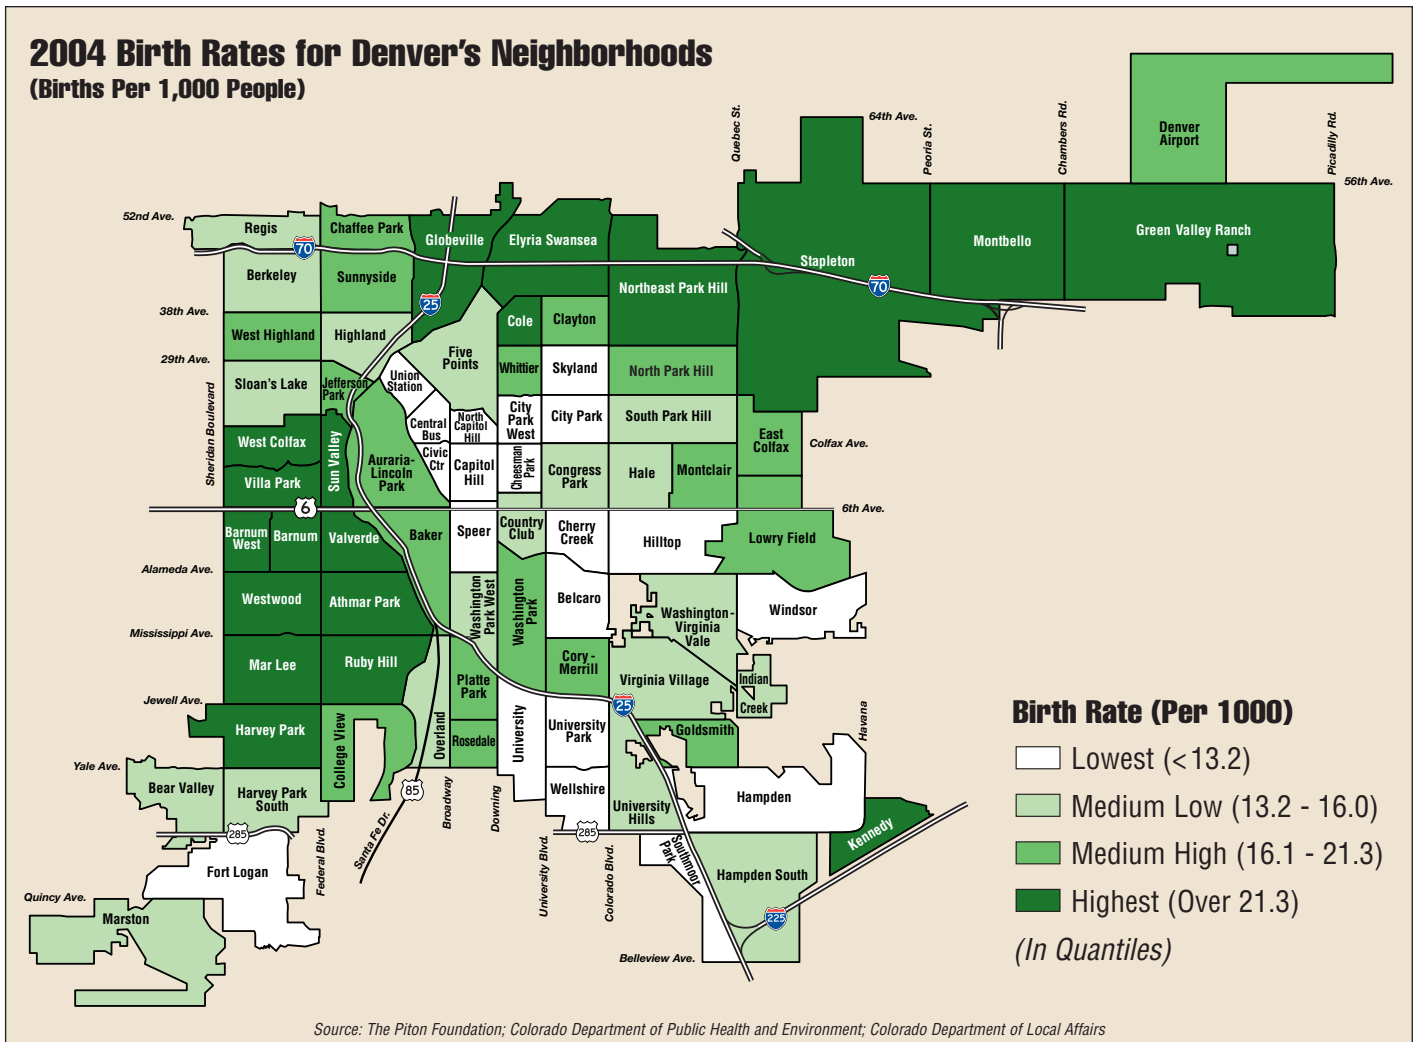 2004 Birth Rates for Denver's Neighborhoods
(Births Per 1,000 People)
Quebec St.
64th Ave.
Peoria St.
Chambers Rd.
Denver
Airport
Picadilly Rd.
56th Ave.
52nd Ave.
Regis
Chaffee Park
Globeville
Elyria Swansea
70
Stapleton
Montbello
Green Valley Ranch
Berkeley
Sunnyside
25
Northeast Park Hill
70
38th Ave.
West Highland
Highland
Cole
Clayton
29th Ave.
Five
Points
Whittier
Skyland
North Park Hill
Sloan's Lake
Jefferson
Park
Union
Station
Sheridan Boulevard
Central
Bus
North
Capitol
Hill
City
Park
West
City Park
South Park Hill
East
Colfax
Colfax Ave.
West Colfax
Sun Valley
Auraria-
Lincoln
Park
Civic
Ctr
Capitol
Hill
Cheesman
Park
Congress
Park
Hale
Montclair
Villa Park
6
6th Ave.
Barnum
West
Barnum
Valverde
Baker
Speer
Country
Club
Cherry
Creek
Hilltop
Lowry Field
Alameda Ave.
Westwood
Athmar Park
Washington
Park West
Washington
Park
Belcaro
Washington-
Virginia
Vale
Windsor
Mississippi Ave.
Mar Lee
Ruby Hill
Platte
Park
Cory-
Merrill
Virginia Village
Indian
Creek
Jewell Ave.
25
Harvey Park
College View
Overland
Rosedale
University
University
Park
Goldsmith
Havana
Yale Ave.
Bear Valley
Harvey Park
South
85
Broadway
Downing
Wellshire
University
Hills
Hampden
285
Federal Blvd.
Santa Fe Dr.
285
University Blvd.
Colorado Blvd.
Southmoor
Park
Hampden South
Kennedy
Fort Logan
Quincy Ave.
Marston
225
Belleview Ave.
Birth Rate (Per 1000)
Lowest (<13.2)
Medium Low (13.2 - 16.0)
Medium High (16.1 - 21.3)
Highest (Over 21.3)
(In Quantiles)
Source: The Piton Foundation; Colorado Department of Public Health and Environment; Colorado Department of Local Affairs